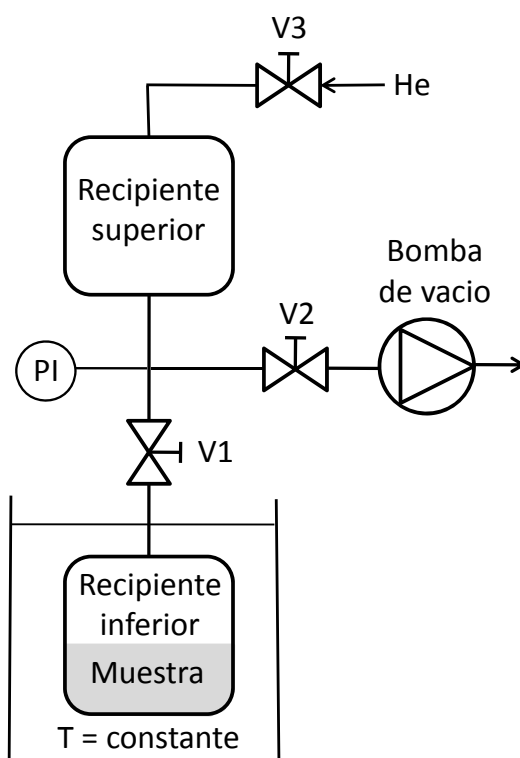 V3
He
Recipiente
superior
Bomba
de vacio
V2
PI
V1
Recipiente
inferior
Muestra
T = constante